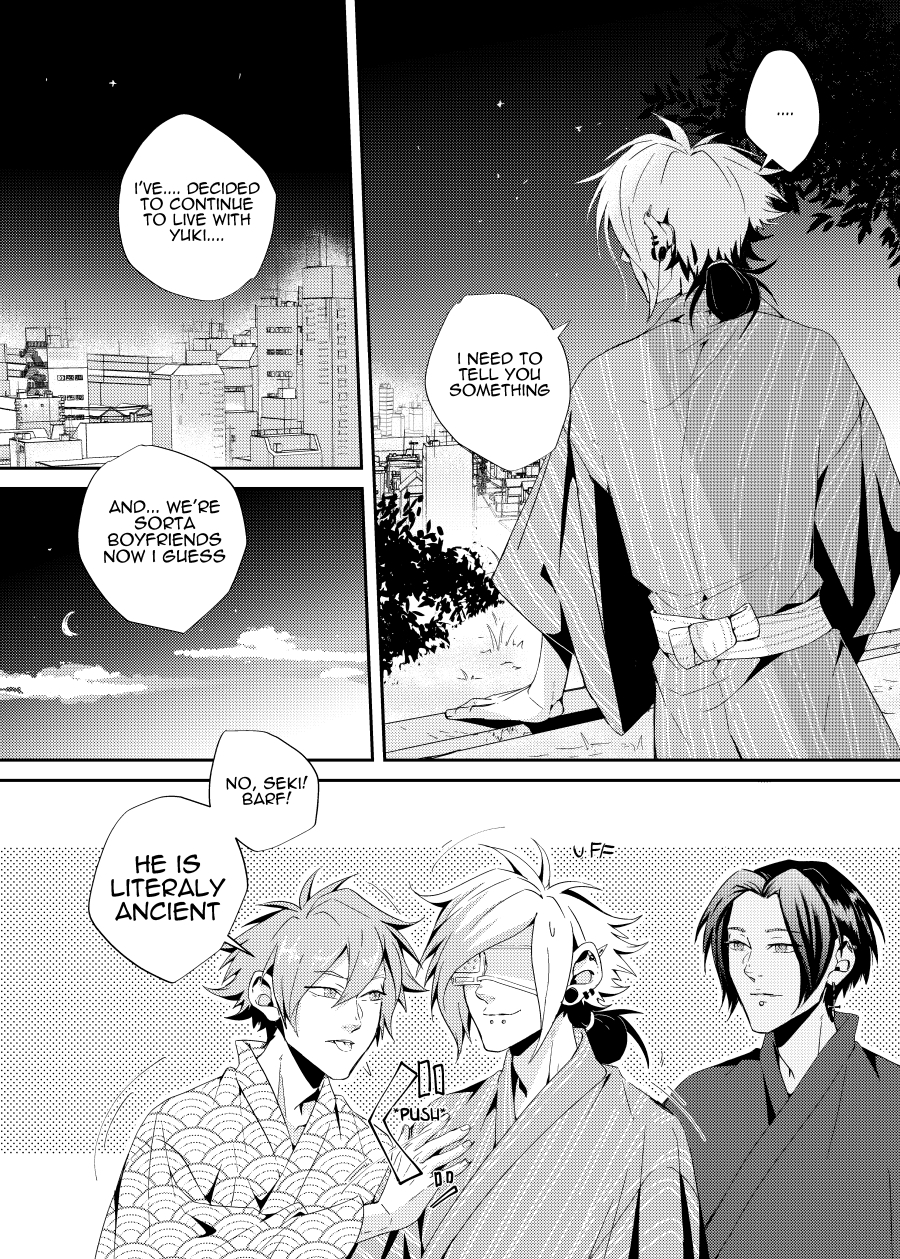 ....
I NEED TO
TELL YOU
SOMETHING
I'VE.... DECIDED
TO CONTINUE
TO LIVE WITH
YUKI....
AND... WE'RE
SORTA
BOYFRIENDS
NOW I GUESS
NO, SEKI!
BARF!
HE IS
LITERALY
ANCIENT
UFF
*PUSH*